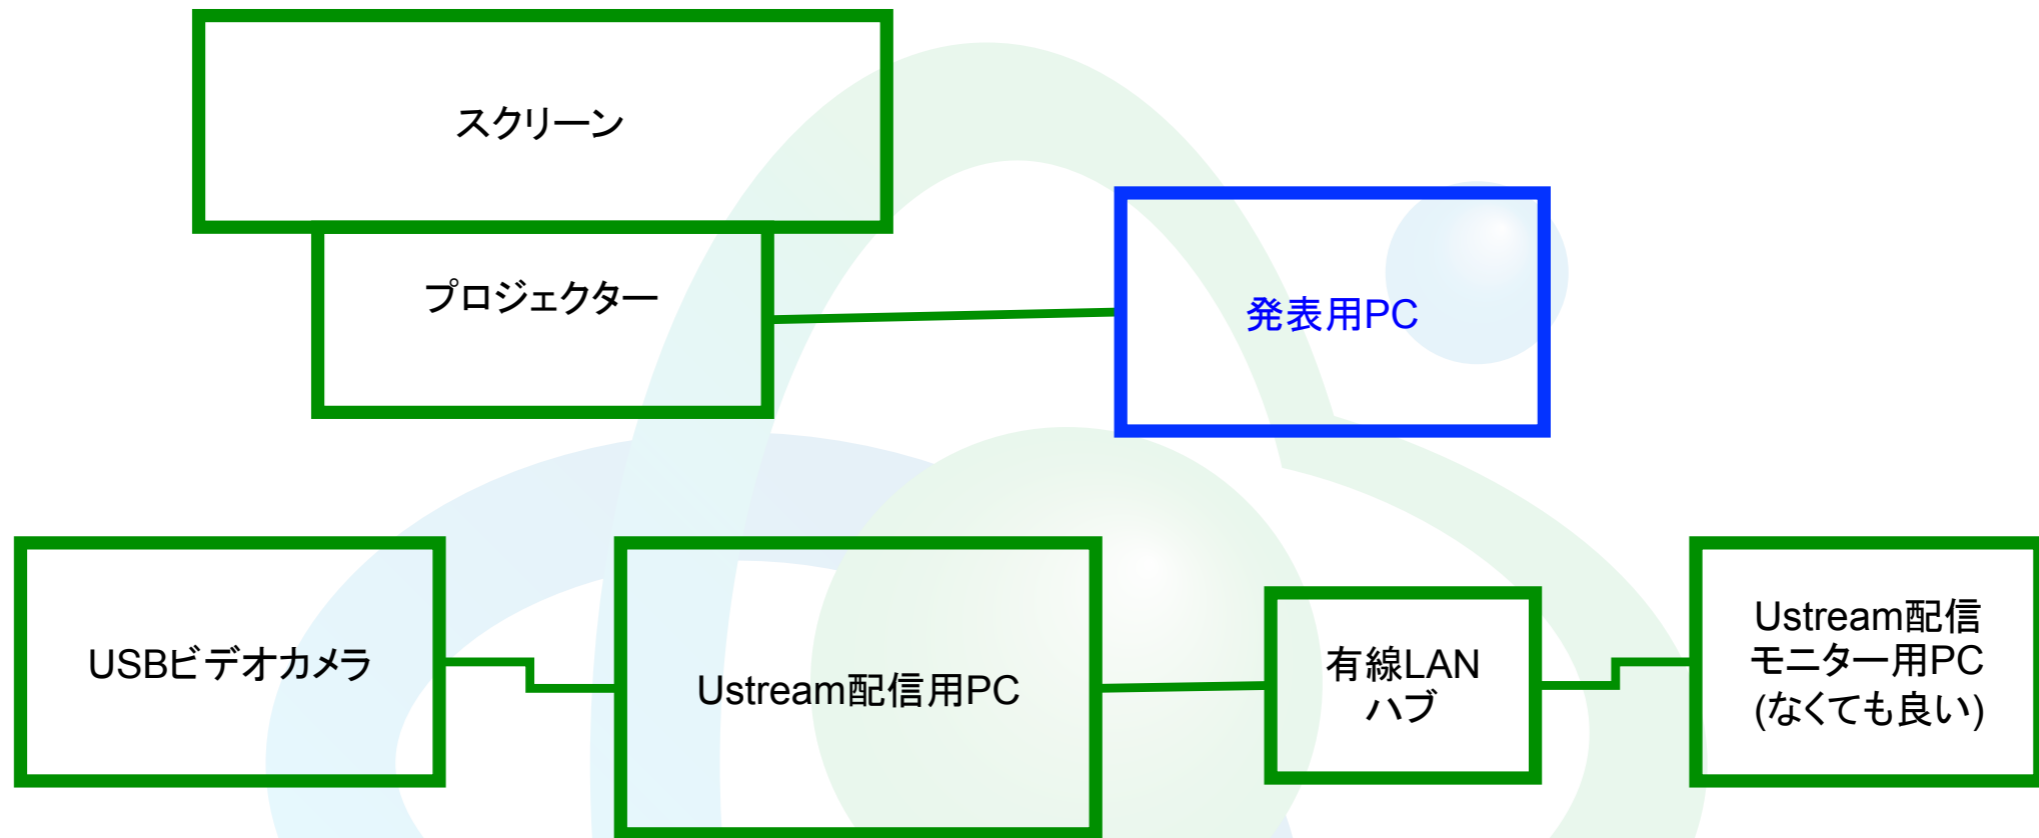 スクリーン
プロジェクター
発表用PC
USBビデオカメラ
Ustream配信用PC
有線LAN
ハブ
Ustream配信
モニター用PC
(なくても良い)